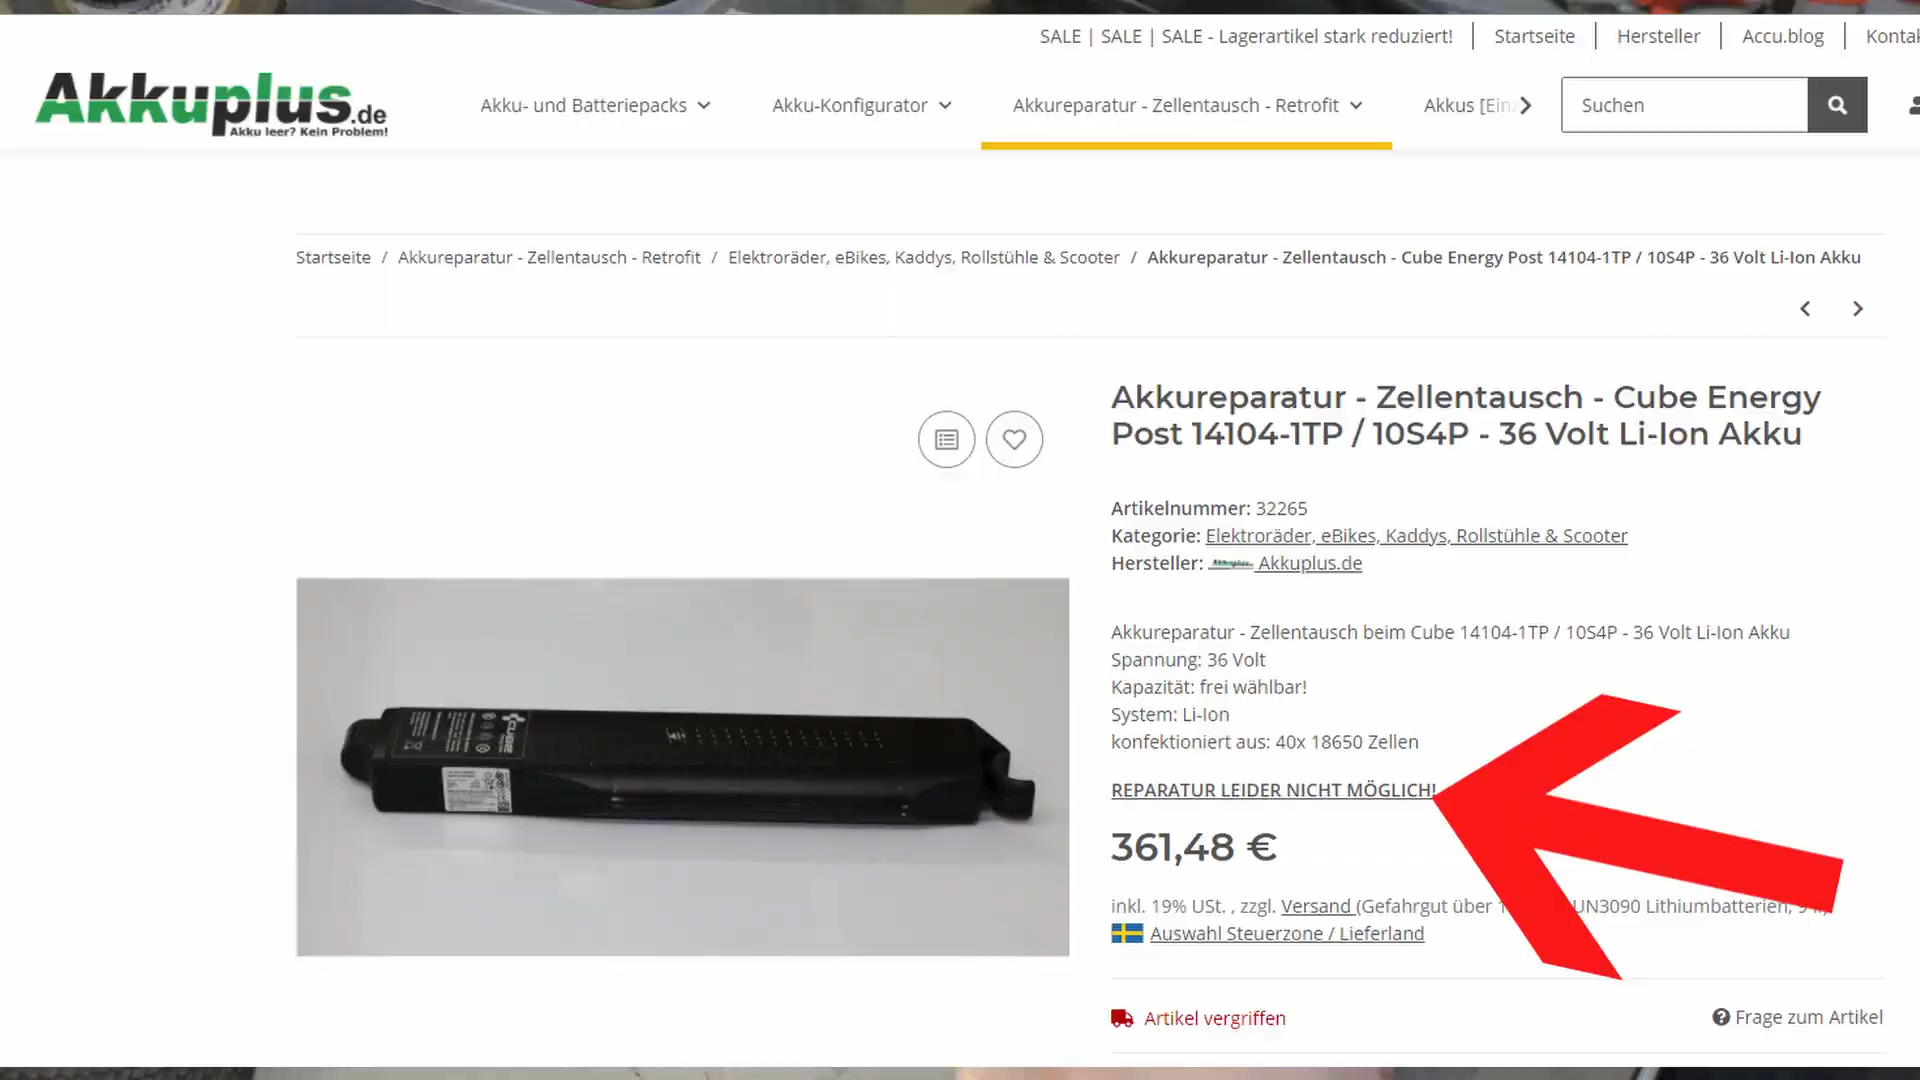 SALE | SALE | SALE - Lagerartikel stark reduziert!
Startseite
Hersteller
Accu.blog
Kontak
Akkuplus.de
Akku leer? Kein Problem!
Akku- und Batteriepacks
Akku-Konfigurator
Akkureparatur - Zellentausch - Retrofit
Akkus [Einz
Suchen
Startseite / Akkureparatur - Zellentausch - Retrofit / Elektroräder, eBikes, Kaddys, Rollstühle & Scooter / Akkureparatur - Zellentausch - Cube Energy Post 14104-1TP / 10S4P - 36 Volt Li-Ion Akku
Akkureparatur - Zellentausch - Cube Energy
Post 14104-1TP / 10S4P - 36 Volt Li-Ion Akku
Artikelnummer: 32265
Kategorie: Elektroräder, eBikes, Kaddys, Rollstühle & Scooter
Hersteller: Akkuplus.de
Akkureparatur - Zellentausch beim Cube 14104-1TP / 10S4P - 36 Volt Li-Ion Akku
Spannung: 36 Volt
Kapazität: frei wählbar!
System: Li-Ion
konfektioniert aus: 40x 18650 Zellen
REPARATUR LEIDER NICHT MÖGLICH!
361,48 €
inkl. 19% USt. , zzgl. Versand (Gefahrgut über UN3090 Lithiumbatterien,
Auswahl Steuerzone / Lieferland
Artikel vergriffen
Frage zum Artikel
CUBE